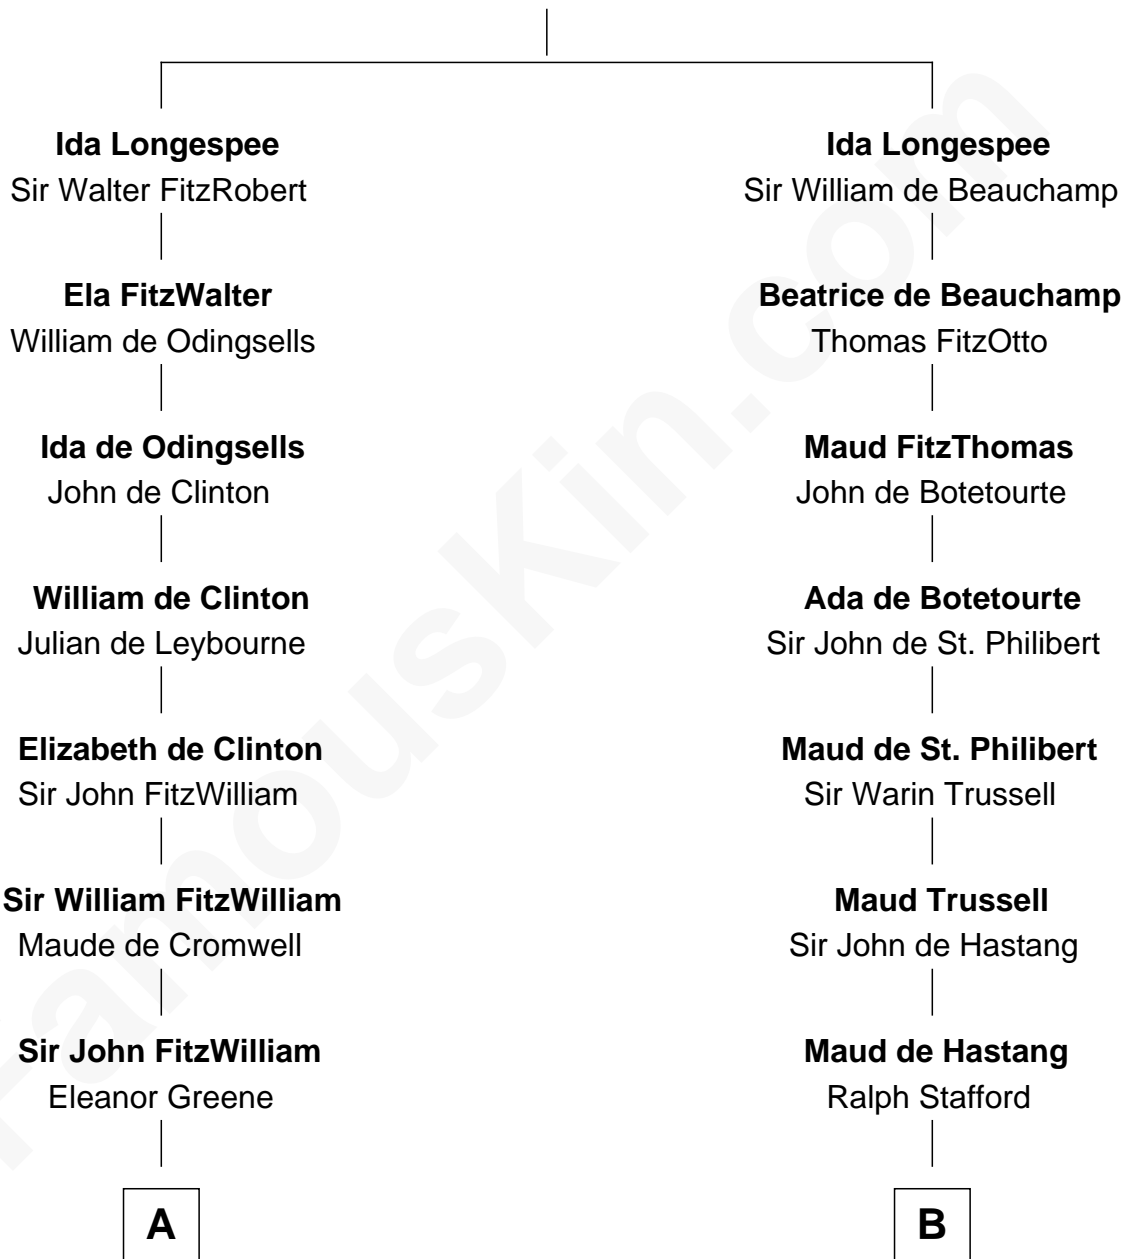 Ida Longespee
Sir Walter FitzRobert
Ela FitzWalter
William de Odingsells
Ida de Odingsells
John de Clinton
William de Clinton
Julian de Leybourne
Elizabeth de Clinton
Sir John FitzWilliam
Sir William FitzWilliam
Maude de Cromwell
Sir John FitzWilliam
Eleanor Greene
A
Ida Longespee
Sir William de Beauchamp
Beatrice de Beauchamp
Thomas FitzOtto
Maud FitzThomas
John de Botetourte
Ada de Botetourte
Sir John de St. Philibert
Maud de St. Philibert
Sir Warin Trussell
Maud Trussell
Sir John de Hastang
Maud de Hastang
Ralph Stafford
B
FamousKin.com